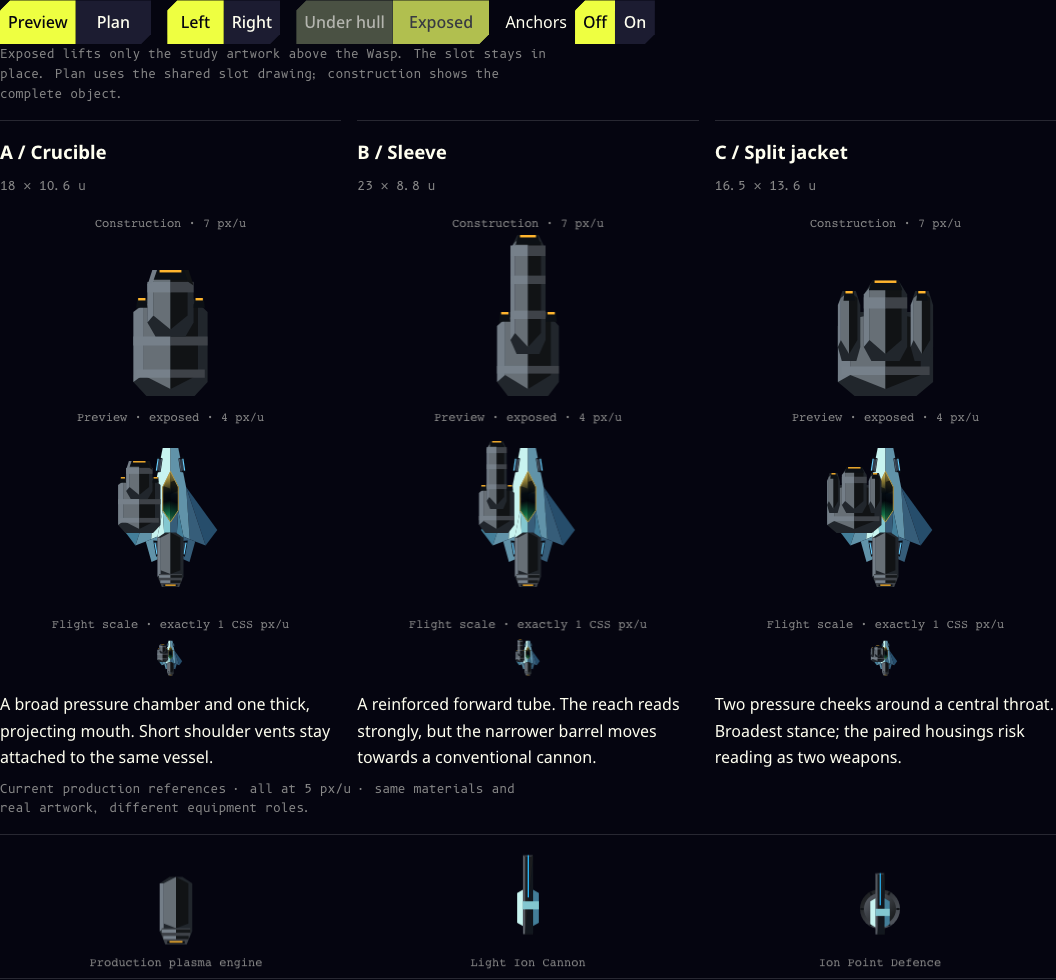 Preview Plan Left Right Under hull Exposed Anchors Off On
Exposed lifts only the study artwork above the Wasp. The slot stays in
place. Plan uses the shared slot drawing; construction shows the
complete object.
A / Crucible
18 × 10.6 u
Construction · 7 px/u
Preview · exposed · 4 px/u
Flight scale · exactly 1 CSS px/u
A broad pressure chamber and one thick,
projecting mouth. Short shoulder vents stay
attached to the same vessel.
B / Sleeve
23 × 8.8 u
Construction · 7 px/u
Preview · exposed · 4 px/u
Flight scale · exactly 1 CSS px/u
A reinforced forward tube. The reach reads
strongly, but the narrower barrel moves
towards a conventional cannon.
C / Split jacket
16.5 × 13.6 u
Construction · 7 px/u
Preview · exposed · 4 px/u
Flight scale · exactly 1 CSS px/u
Two pressure cheeks around a central throat.
Broadest stance; the paired housings risk
reading as two weapons.
Current production references · all at 5 px/u · same materials and
real artwork, different equipment roles.
Production plasma engine
Light Ion Cannon
Ion Point Defence